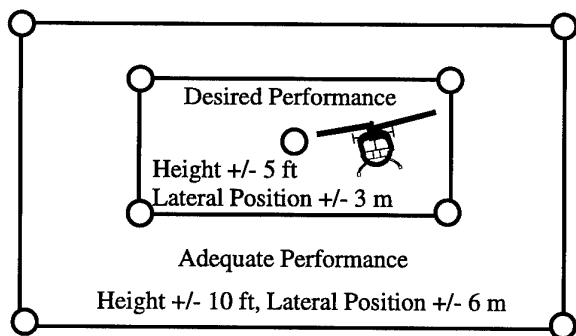 Desired Performance
Height +/- 5 ft
Lateral Position +/- 3 m
Adequate Performance
Height +/- 10 ft, Lateral Position +/- 6 m